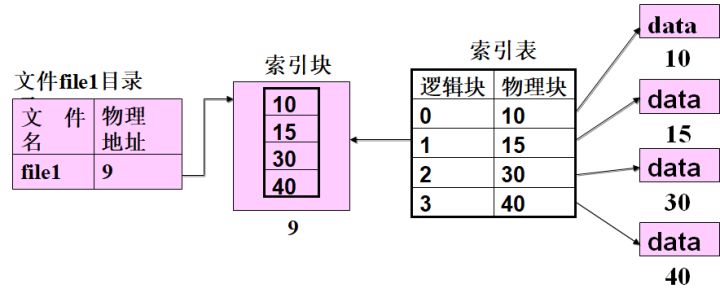 文件file1目录
文 件名 物理地址
file1 9
索引块
10
15
30
40
9
索引表
逻辑块 物理块
0 10
1 15
2 30
3 40
data
10
data
15
data
30
data
40